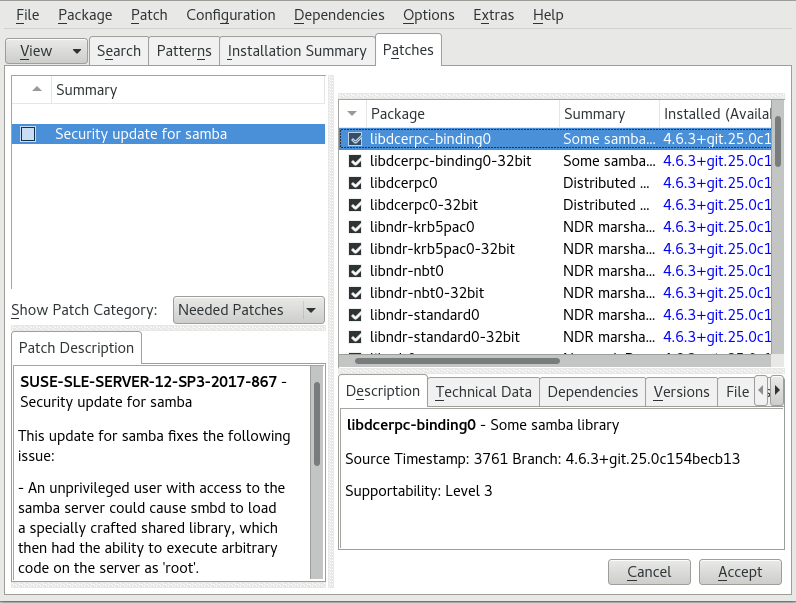 File Package Patch Configuration Dependencies Options Extras Help
View Search Patterns Installation Summary Patches
Summary
Security update for samba
Show Patch Category: Needed Patches
Patch Description
SUSE-SLE-SERVER-12-SP3-2017-867 -
Security update for samba
This update for samba fixes the following
issue:
- An unprivileged user with access to the
samba server could cause smbd to load
a specially crafted shared library, which
then had the ability to execute arbitrary
code on the server as 'root'.
Package Summary Installed (Availa
libdcerpc-binding0 Some samba... 4.6.3+git.25.0c1
libdcerpc-binding0-32bit Some samba... 4.6.3+git.25.0c1
libdcerpc0 Distributed ... 4.6.3+git.25.0c1
libdcerpc0-32bit Distributed ... 4.6.3+git.25.0c1
libndr-krb5pac0 NDR marsha... 4.6.3+git.25.0c1
libndr-krb5pac0-32bit NDR marsha... 4.6.3+git.25.0c1
libndr-nbt0 NDR marsha... 4.6.3+git.25.0c1
libndr-nbt0-32bit NDR marsha... 4.6.3+git.25.0c1
libndr-standard0 NDR marsha... 4.6.3+git.25.0c1
libndr-standard0-32bit NDR marsha... 4.6.3+git.25.0c1
Description Technical Data Dependencies Versions File
libdcerpc-binding0 - Some samba library
Source Timestamp: 3761 Branch: 4.6.3+git.25.0c154becb13
Supportability: Level 3
Cancel Accept